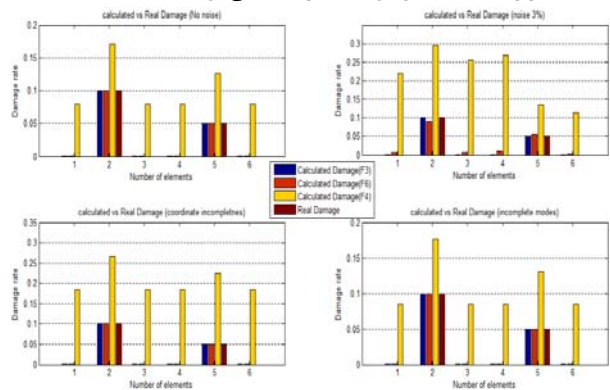 calculated vs Real Damage (No noise)
0.2
0.15
0.1
0.05
0
Damage rate
1 2 3 4 5 6
Number of elements
calculated vs Real Damage (noise 3%)
0.3
0.25
0.2
0.15
0.1
0.05
0
Damage rate
1 2 3 4 5 6
Number of elements
Calculated Damage(F3)
Calculated Damage(F6)
Calculated Damage(F4)
Real Damage
calculated vs Real Damage (coordinate incompletnes)
0.35
0.3
0.25
0.2
0.15
0.1
0.05
0
Damage rate
1 2 3 4 5 6
Number of elements
calculated vs Real Damage (incomplete modes)
0.2
0.15
0.1
0.05
0
Damage rate
1 2 3 4 5 6
Number of elements